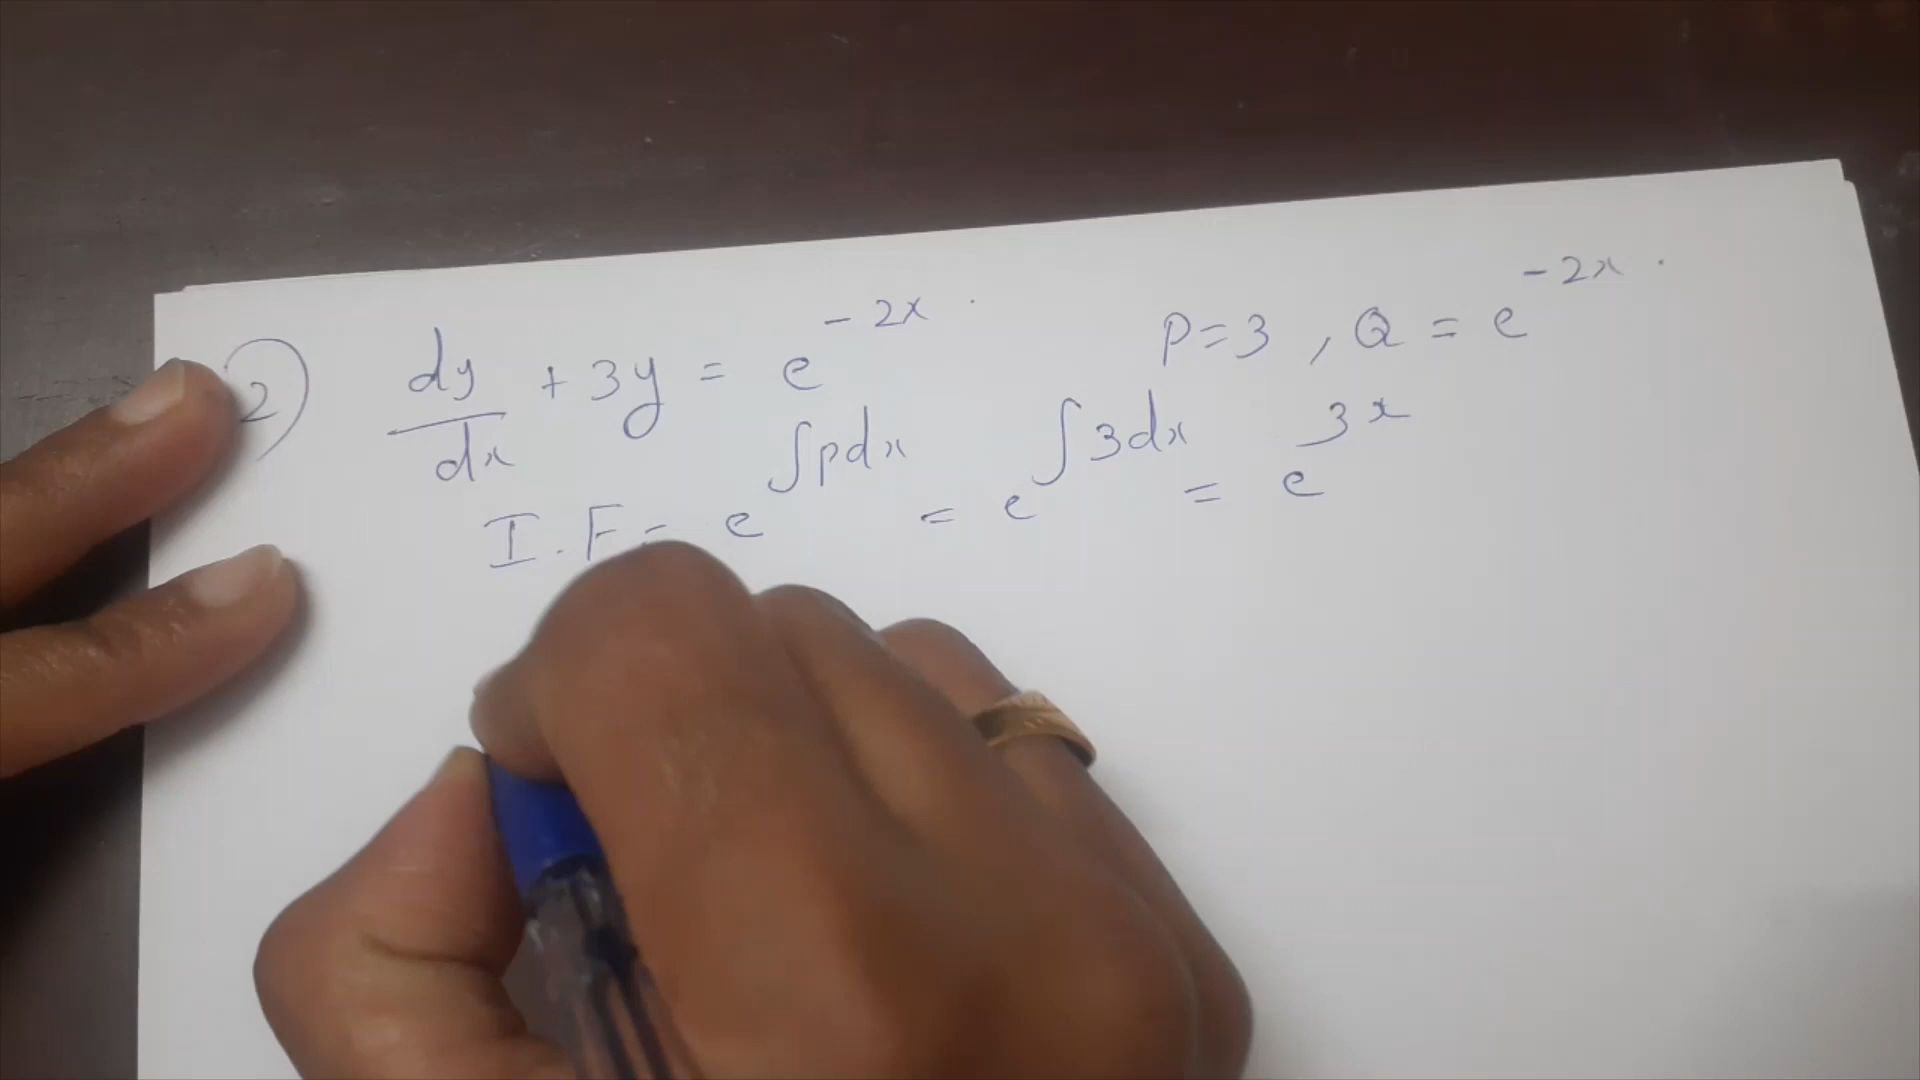 2) dy/dx + 3y = e^{-2x}. P=3, Q = e^{-2x}.
I.F = e^{∫pdx} = e^{∫3dx} = e^{3x}